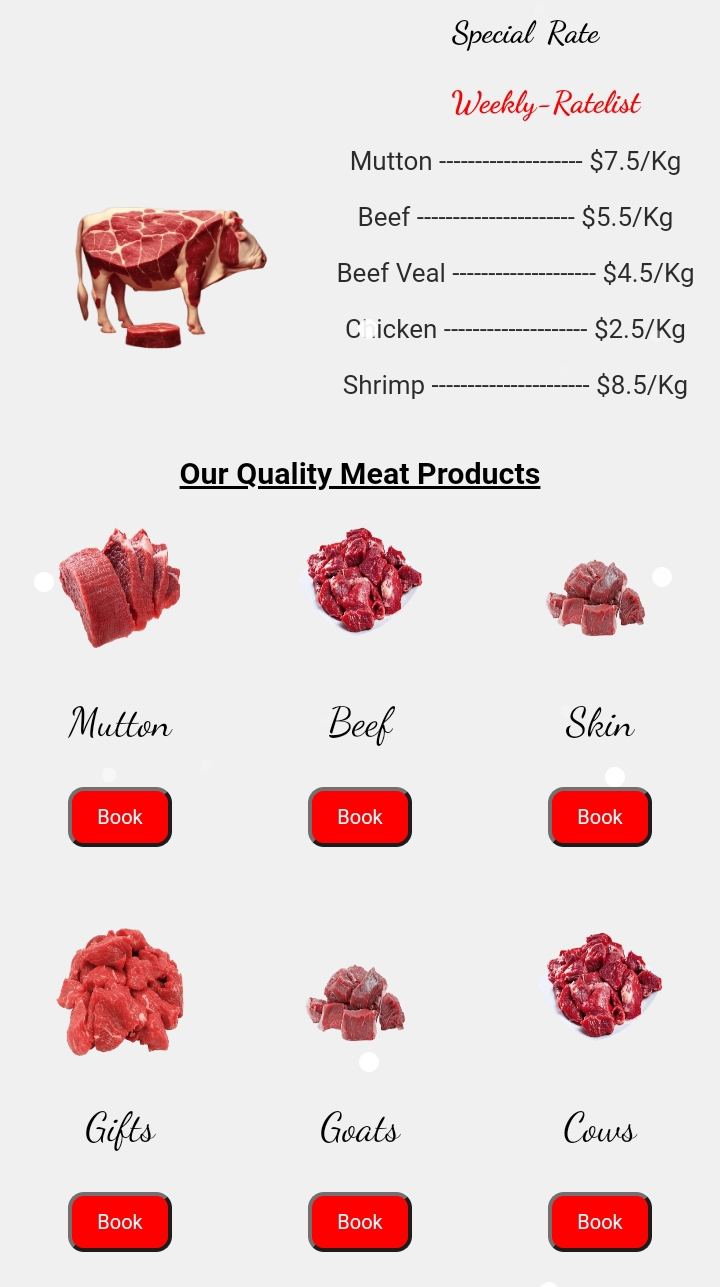 Special Rate
Weekly-Ratelist
Mutton -------------------- $7.5/Kg
Beef ---------------------- $5.5/Kg
Beef Veal -------------------- $4.5/Kg
Chicken -------------------- $2.5/Kg
Shrimp ---------------------- $8.5/Kg
Our Quality Meat Products
Mutton Beef Skin
Book Book Book
Gifts Goats Cows
Book Book Book